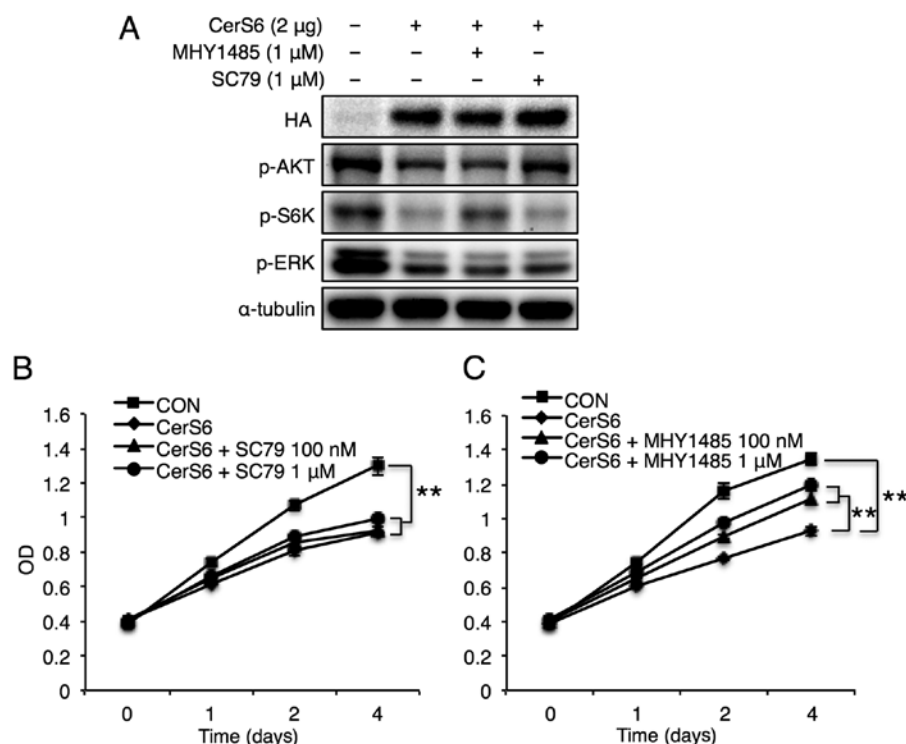 A
CerS6 (2 µg) − + + +
MHY1485 (1 µM) − − + −
SC79 (1 µM) − − − +
HA
p-AKT
p-S6K
p-ERK
α-tubulin
B
CON
CerS6
CerS6 + SC79 100 nM
CerS6 + SC79 1 µM
1.6
1.4
1.2
1
0.8
0.6
0.4
0.2
0
OD
**
0 1 2 4
Time (days)
C
CON
CerS6
CerS6 + MHY1485 100 nM
CerS6 + MHY1485 1 µM
1.6
1.4
1.2
1
0.8
0.6
0.4
0.2
0
**
**
0 1 2 4
Time (days)